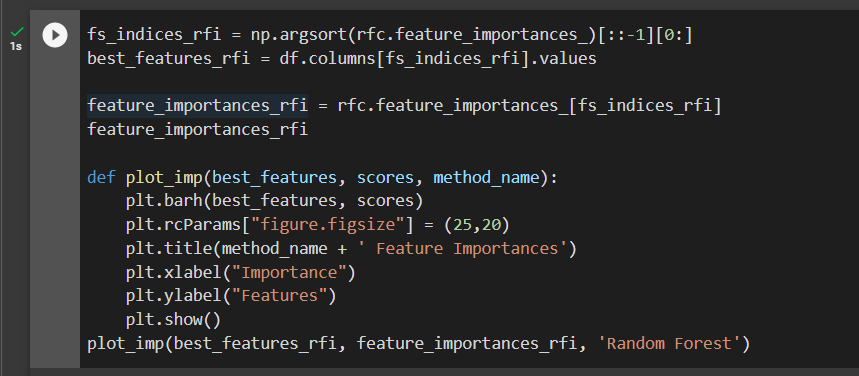 1s
fs_indices_rfi = np.argsort(rfc.feature_importances_)[::-1][0:]
best_features_rfi = df.columns[fs_indices_rfi].values

feature_importances_rfi = rfc.feature_importances_[fs_indices_rfi]
feature_importances_rfi

def plot_imp(best_features, scores, method_name):
    plt.barh(best_features, scores)
    plt.rcParams["figure.figsize"] = (25,20)
    plt.title(method_name + ' Feature Importances')
    plt.xlabel("Importance")
    plt.ylabel("Features")
    plt.show()
plot_imp(best_features_rfi, feature_importances_rfi, 'Random Forest')